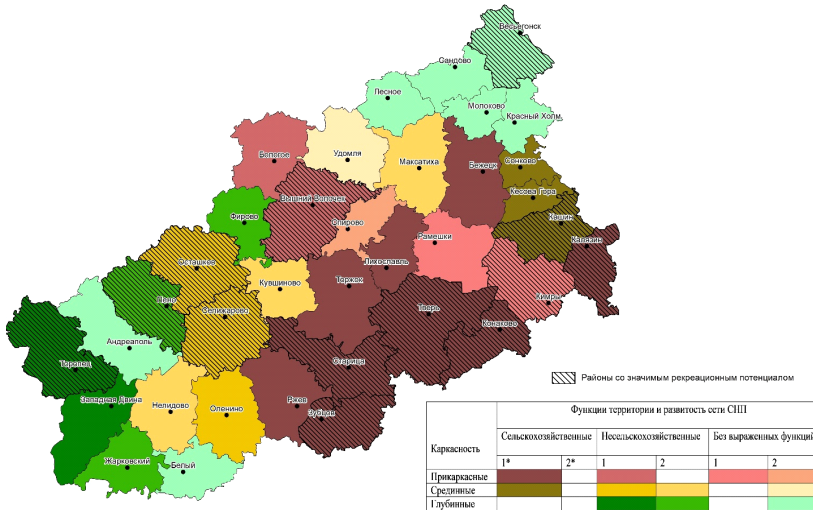 Весьегонск
Сандово
Лесное
Молоково
Красный Холм
Бологое
Удомля
Максатиха
Бежецк
Сонково
Кесова Гора
Вышний Волочек
Фирово
Спирово
Кашин
Калязин
Рамешки
Осташков
Лихославль
Кувшиново
Торжок
Кимры
Пено
Селижарово
Тверь
Конаково
Андреаполь
Торопец
Старица
Районы со значимым рекреационным потенциалом
Западная Двина
Нелидово
Оленино
Ржев
Зубцов
Жарковский
Белый
Функции территории и развитость сети СНП
Каркасность
Сельскохозяйственные Несельскохозяйственные Без выраженных функций
1* 2* 1 2 1 2
Прикаркасные
Срединные
Глубинные